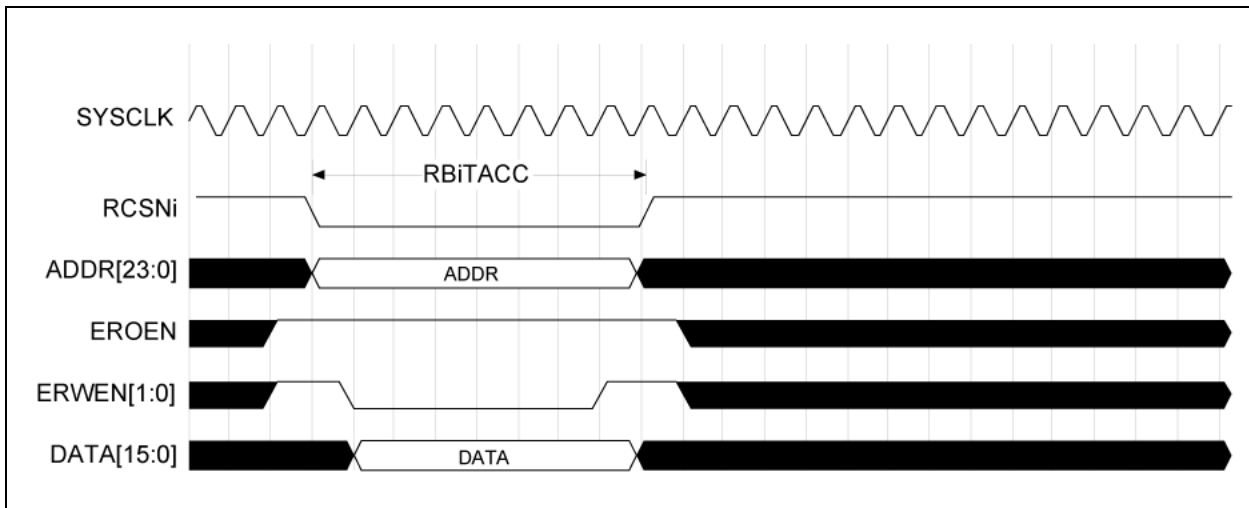 SYSCLK
RBiTACC
RCSNi
ADDR[23:0]
ADDR
EROEN
ERWEN[1:0]
DATA[15:0]
DATA